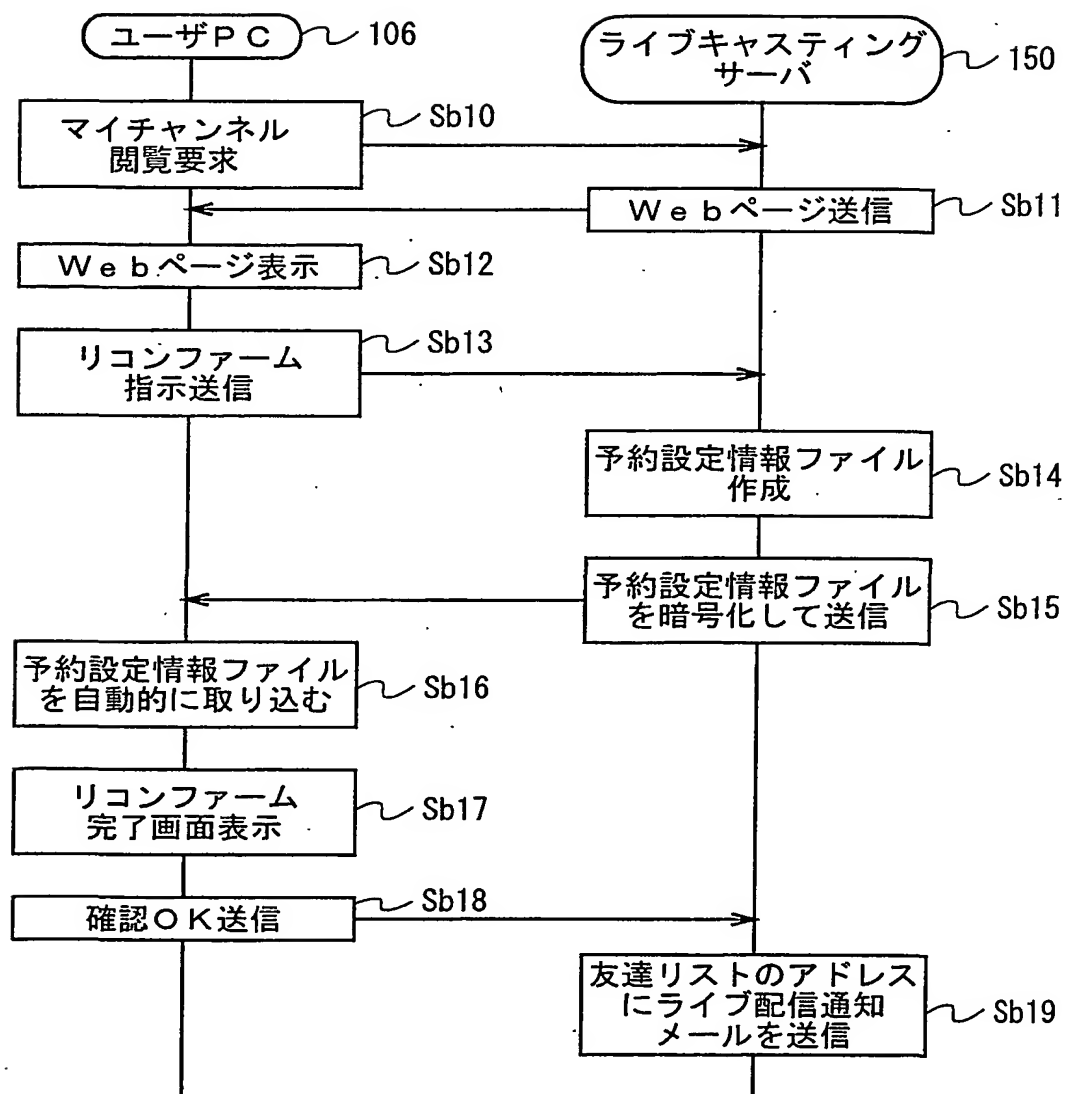 ユーザPC
106
ライブキャスティング
サーバ
150
マイチャンネル
閲覧要求
Sb10
Webページ送信
Sb11
Webページ表示
Sb12
リコンファーム
指示送信
Sb13
予約設定情報ファイル
作成
Sb14
予約設定情報ファイル
を暗号化して送信
Sb15
予約設定情報ファイル
を自動的に取り込む
Sb16
リコンファーム
完了画面表示
Sb17
確認OK送信
Sb18
友達リストのアドレス
にライブ配信通知
メールを送信
Sb19